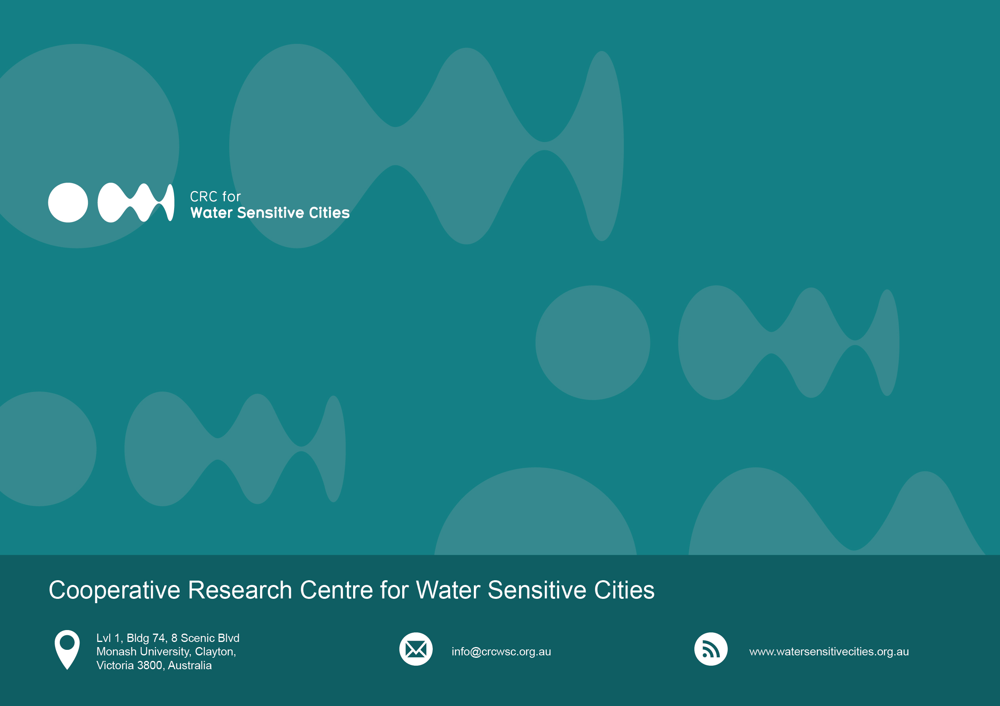 CRC for
Water Sensitive Cities
Cooperative Research Centre for Water Sensitive Cities
Lvl 1, Bldg 74, 8 Scenic Blvd
Monash University, Clayton,
Victoria 3800, Australia
info@crcwsc.org.au
www.watersensitivecities.org.au